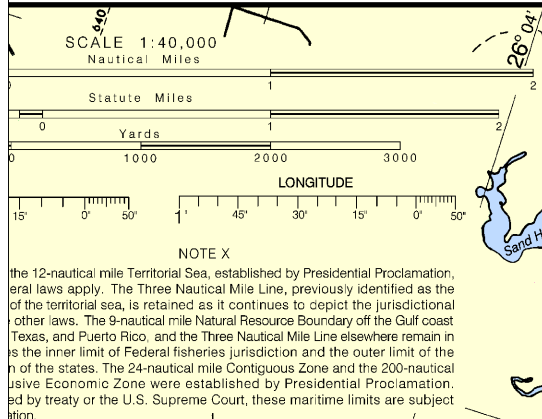 640
26° 04'
SCALE 1:40,000
Nautical Miles
1 2
Statute Miles
0 1 2
Yards
0 1000 2000 3000
LONGITUDE
15" 0" 50" 1' 45" 30" 15" 0" 50"
Sand H
NOTE X
the 12-nautical mile Territorial Sea, established by Presidential Proclamation,
eral laws apply. The Three Nautical Mile Line, previously identified as the
of the territorial sea, is retained as it continues to depict the jurisdictional
other laws. The 9-nautical mile Natural Resource Boundary off the Gulf coast
Texas, and Puerto Rico, and the Three Nautical Mile Line elsewhere remain in
es the inner limit of Federal fisheries jurisdiction and the outer limit of the
n of the states. The 24-nautical mile Contiguous Zone and the 200-nautical
usive Economic Zone were established by Presidential Proclamation.
ed by treaty or the U.S. Supreme Court, these maritime limits are subject
ation.